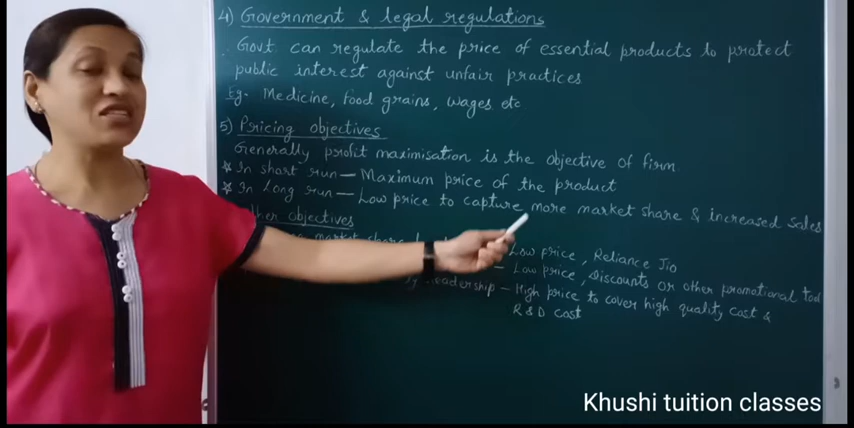 4) Government & legal regulations
Govt. can regulate the price of essential products to protect
public interest against unfair practices
Eg. Medicine, food grains, wages etc
5) Pricing objectives
Generally profit maximisation is the objective of firm.
☆ In short run — Maximum price of the product
☆ In Long run — Low price to capture more market share & increased sales
ther objectives
market share
Low price, Reliance Jio
— Low price, Discounts or other promotional tool
leadership — High price to cover high quality cost &
R&D cost
Khushi tuition classes